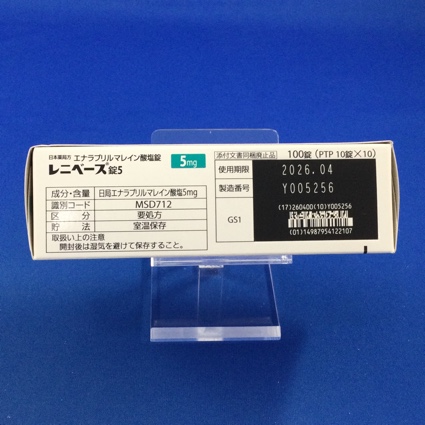 日本薬局方 エナラプリルマレイン酸塩錠
レニベース®錠5
5mg
成分・含量 日局エナラプリルマレイン酸塩5mg
識別コード MSD712
区分 要処方
貯法 室温保存
取扱い上の注意
開封後は湿気を避けて保存すること。
添付文書同梱廃止品 100錠 (PTP 10錠×10)
使用期限 2026.04
製造番号 Y005256
GS1
(17)260400(10)Y005256
(01)14987954122107